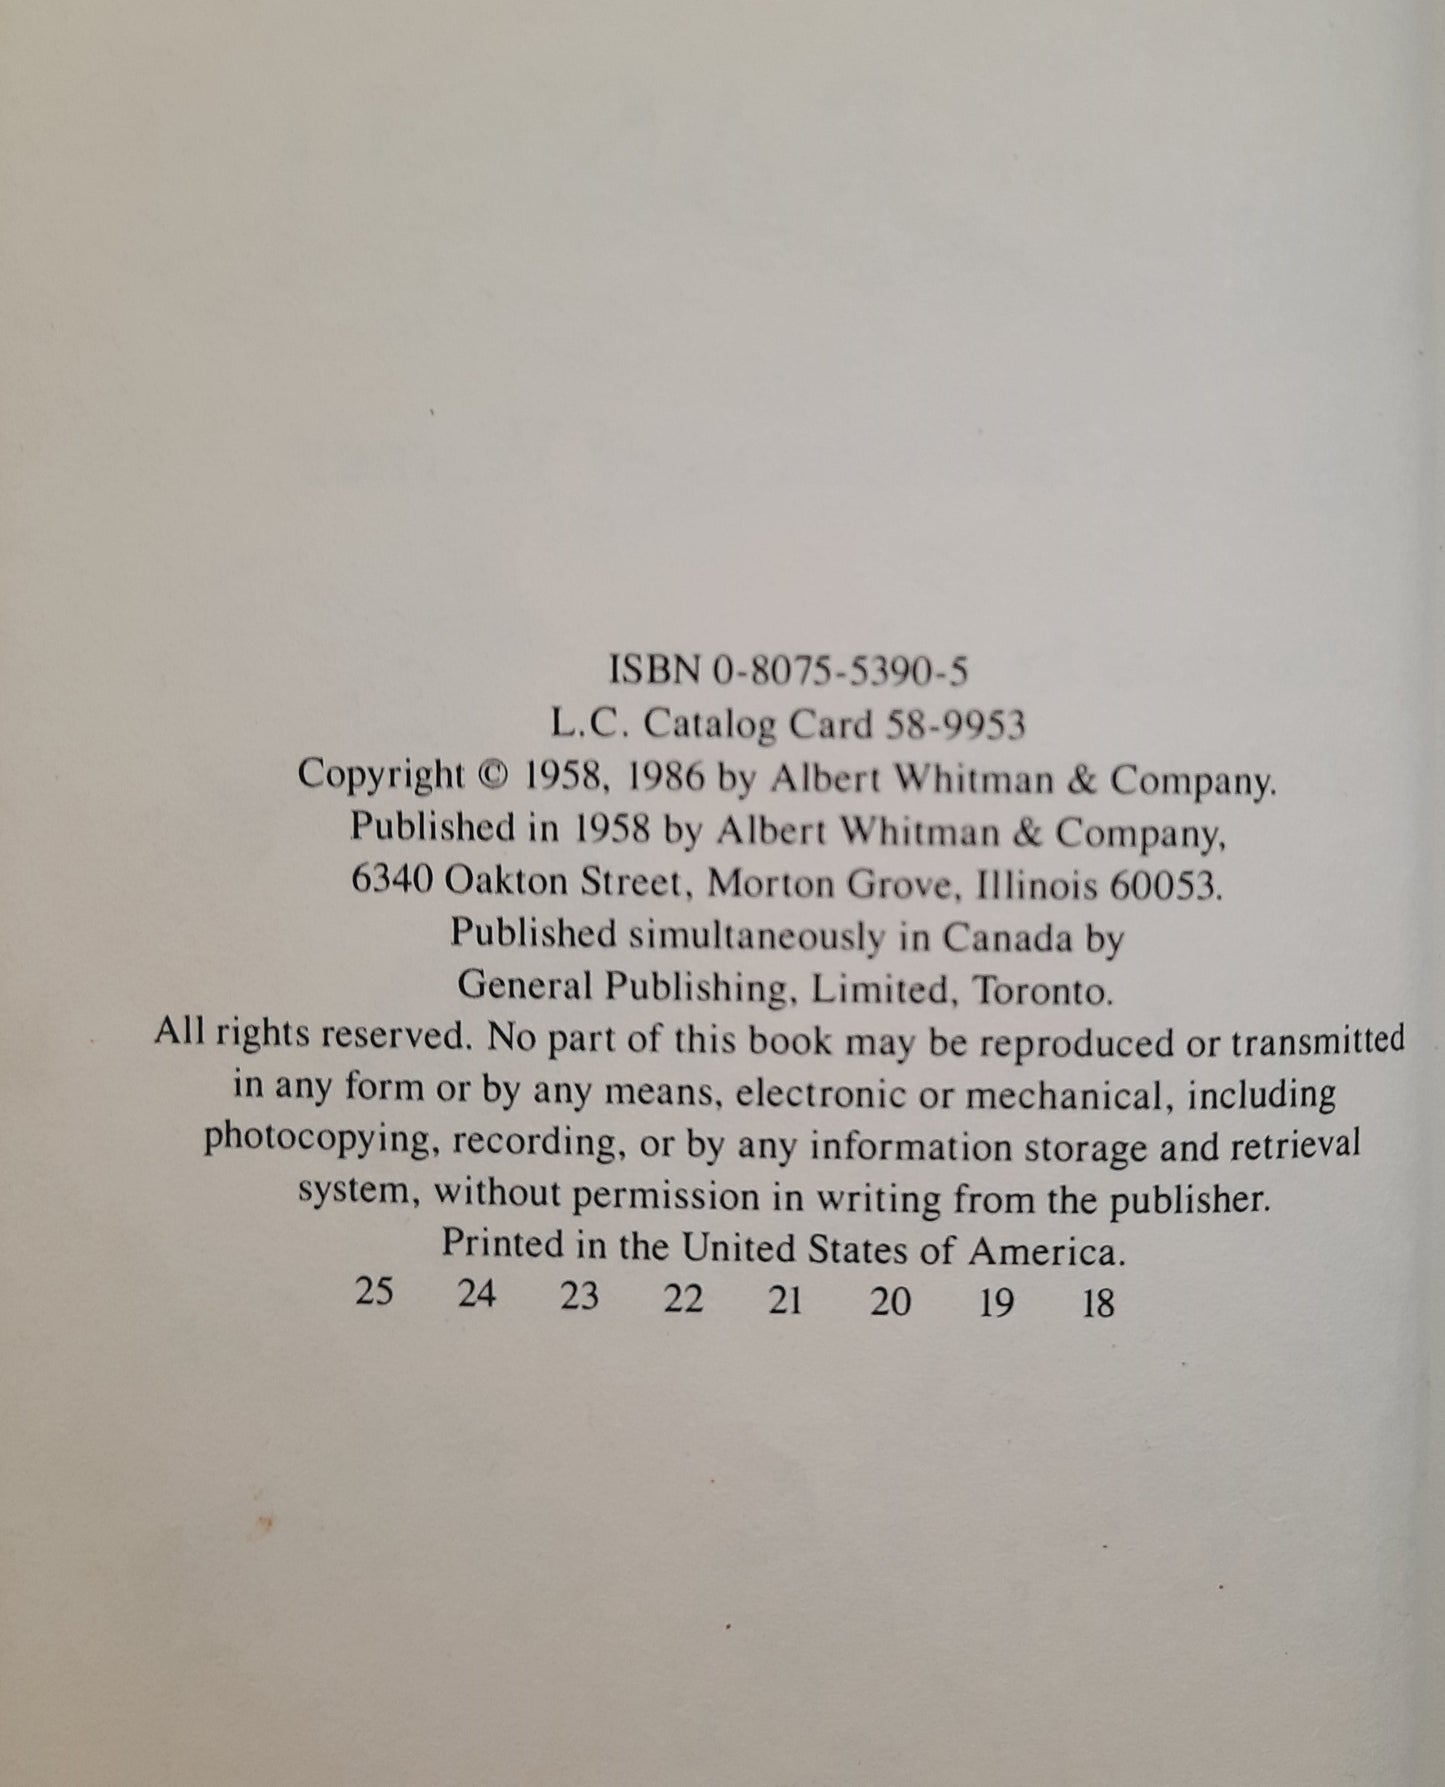 ISBN 0-8075-5390-5
L.C. Catalog Card 58-9953
Copyright © 1958, 1986 by Albert Whitman & Company.
Published in 1958 by Albert Whitman & Company,
6340 Oakton Street, Morton Grove, Illinois 60053.
Published simultaneously in Canada by
General Publishing, Limited, Toronto.
All rights reserved. No part of this book may be reproduced or transmitted
in any form or by any means, electronic or mechanical, including
photocopying, recording, or by any information storage and retrieval
system, without permission in writing from the publisher.
Printed in the United States of America.
25 24 23 22 21 20 19 18